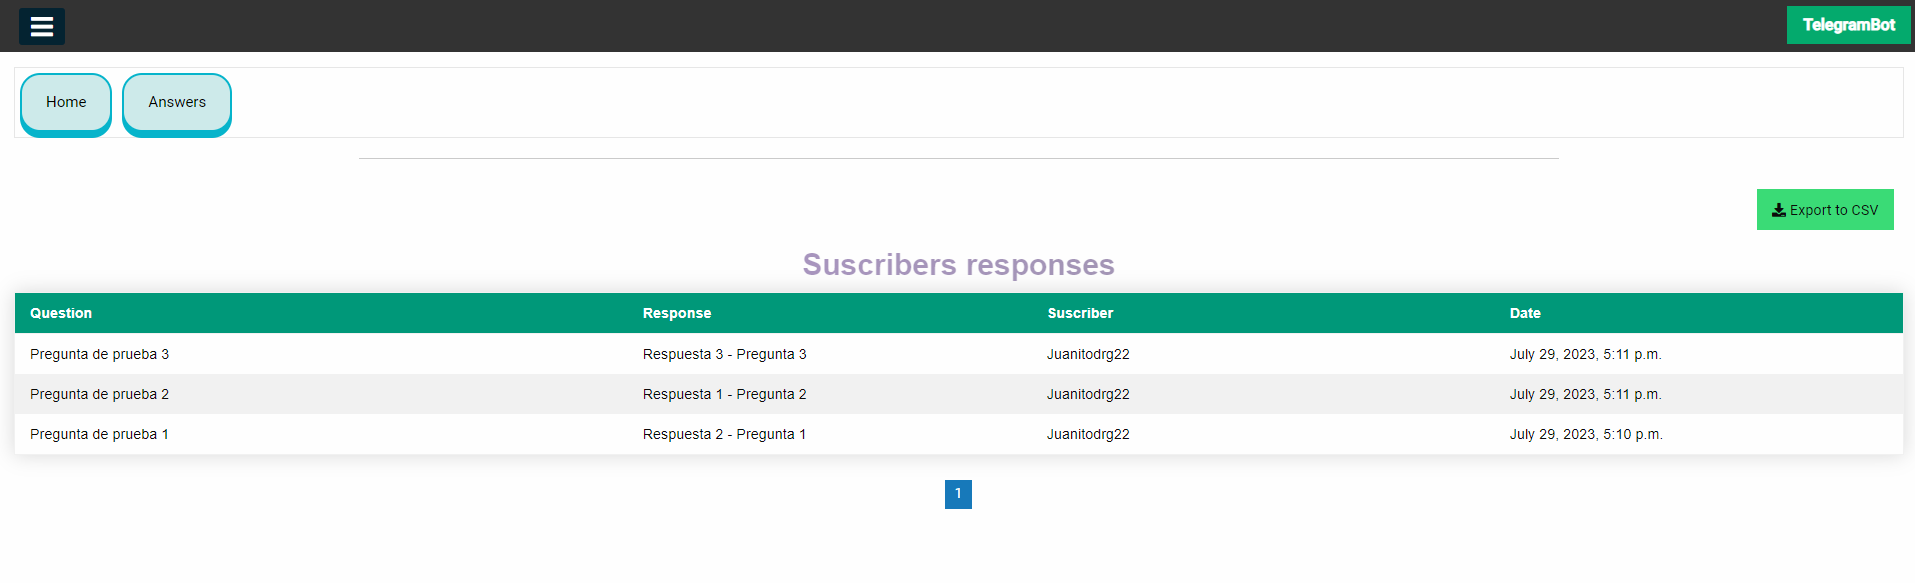 TelegramBot
Home Answers
Export to CSV
Suscribers responses
Question Response Suscriber Date
Pregunta de prueba 3 Respuesta 3 - Pregunta 3 Juanitodrg22 July 29, 2023, 5:11 p.m.
Pregunta de prueba 2 Respuesta 1 - Pregunta 2 Juanitodrg22 July 29, 2023, 5:11 p.m.
Pregunta de prueba 1 Respuesta 2 - Pregunta 1 Juanitodrg22 July 29, 2023, 5:10 p.m.
1